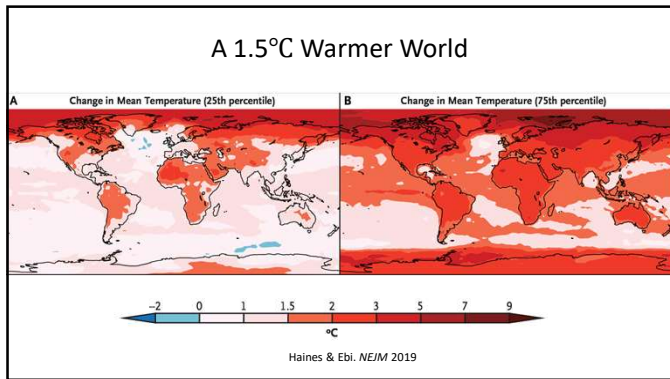 A 1.5℃ Warmer World
A Change in Mean Temperature (25th percentile)
B Change in Mean Temperature (75th percentile)
−2 0 1 1.5 2 3 5 7 9
°C
Haines & Ebi. NEJM 2019